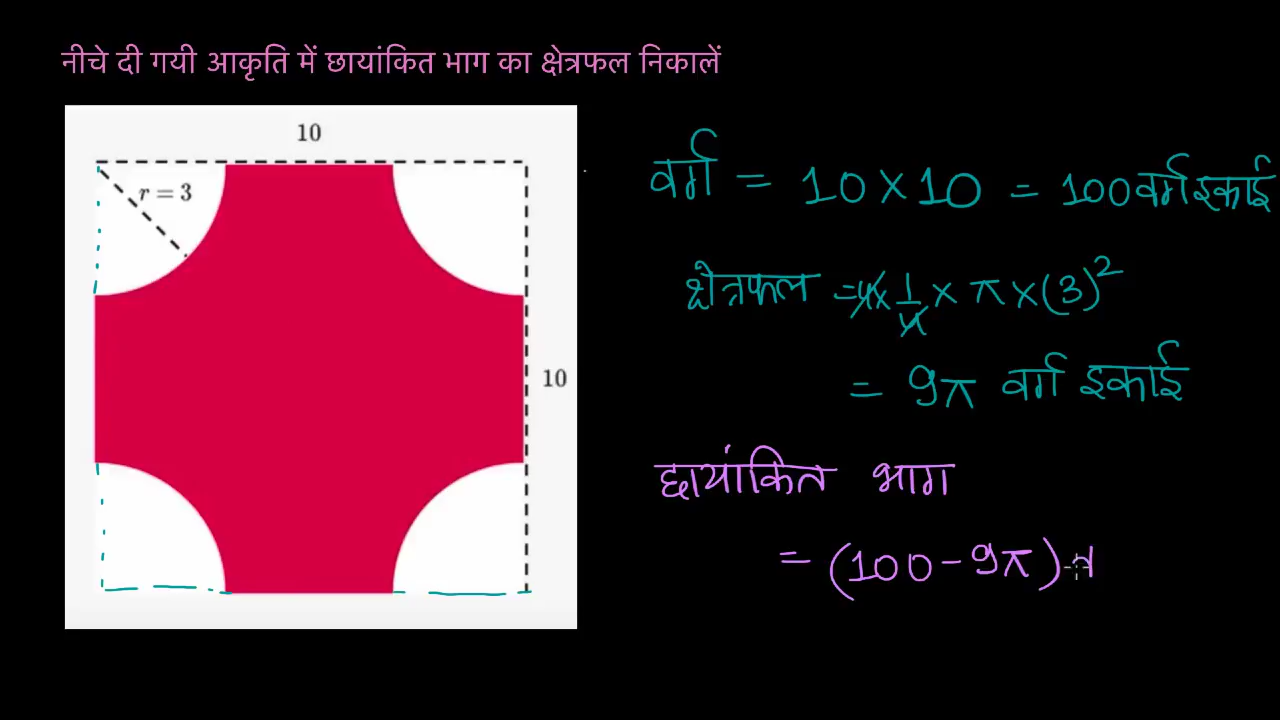 नीचे दी गयी आकृति में छायांकित भाग का क्षेत्रफल निकालें
10
r = 3
10
वर्ग = 10 × 10 = 100 वर्ग इकाई
क्षेत्रफल = 4 × 1/4 × π × (3)²
= 9π वर्ग इकाई
छायांकित भाग
= (100 - 9π) व